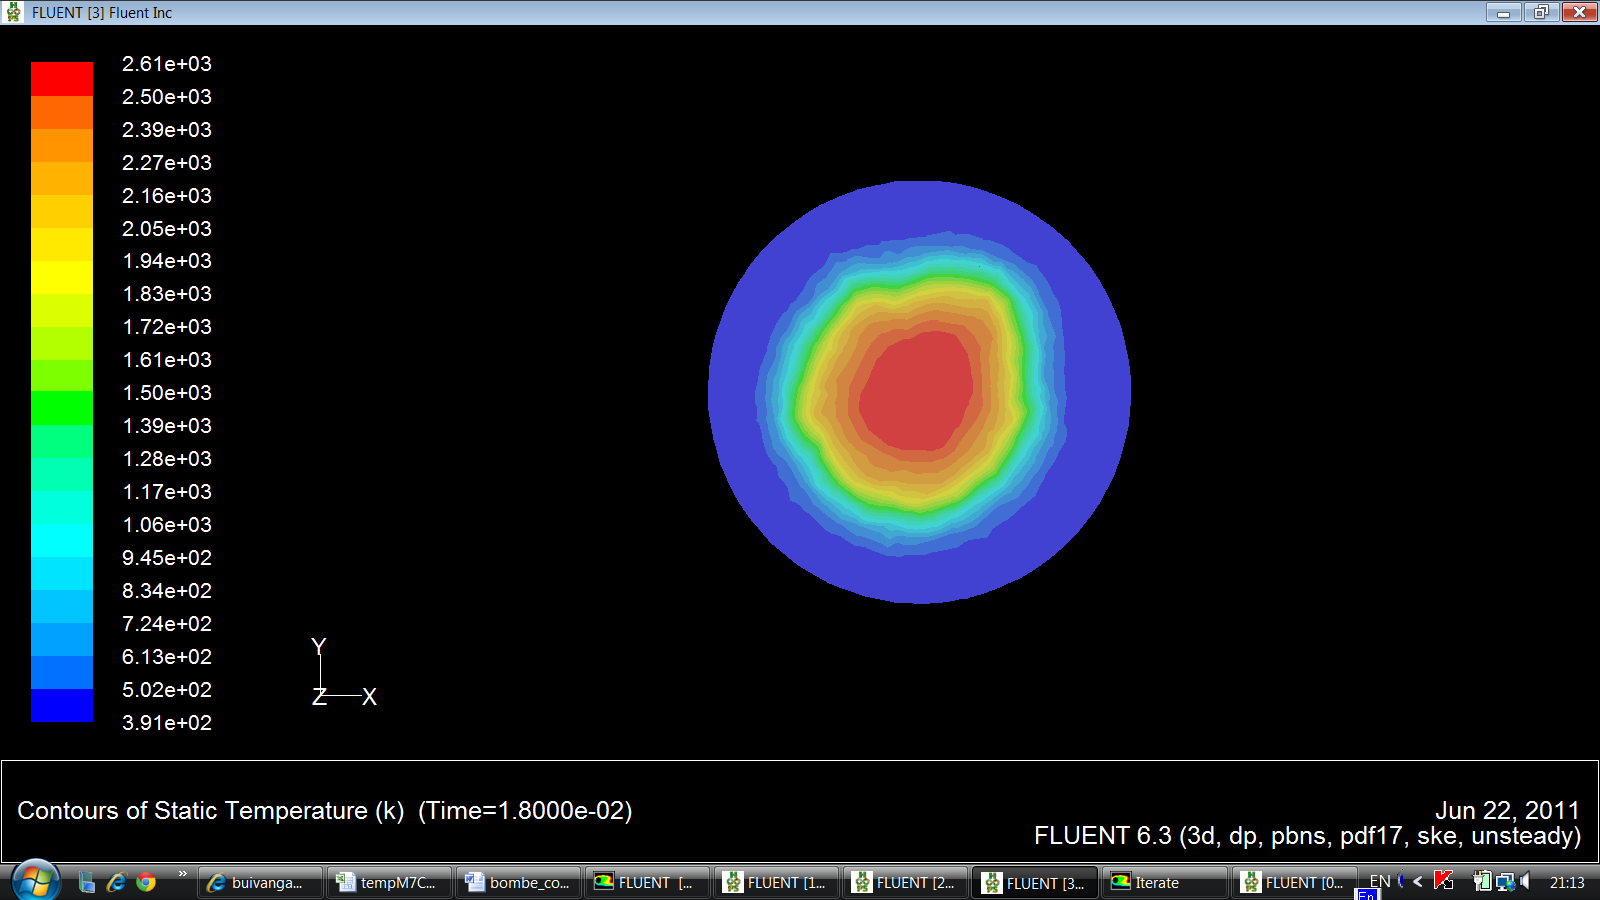 FLUENT [3] Fluent Inc
2.61e+03
2.50e+03
2.39e+03
2.27e+03
2.16e+03
2.05e+03
1.94e+03
1.83e+03
1.72e+03
1.61e+03
1.50e+03
1.39e+03
1.28e+03
1.17e+03
1.06e+03
9.45e+02
8.34e+02
7.24e+02
6.13e+02
5.02e+02
3.91e+02
Y
Z X
Contours of Static Temperature (k) (Time=1.8000e-02)
Jun 22, 2011
FLUENT 6.3 (3d, dp, pbns, pdf17, ske, unsteady)
buivanga... tempM7C... bombe_co... FLUENT [... FLUENT [1... FLUENT [2... FLUENT [3... Iterate FLUENT [0... EN < 21:13
En